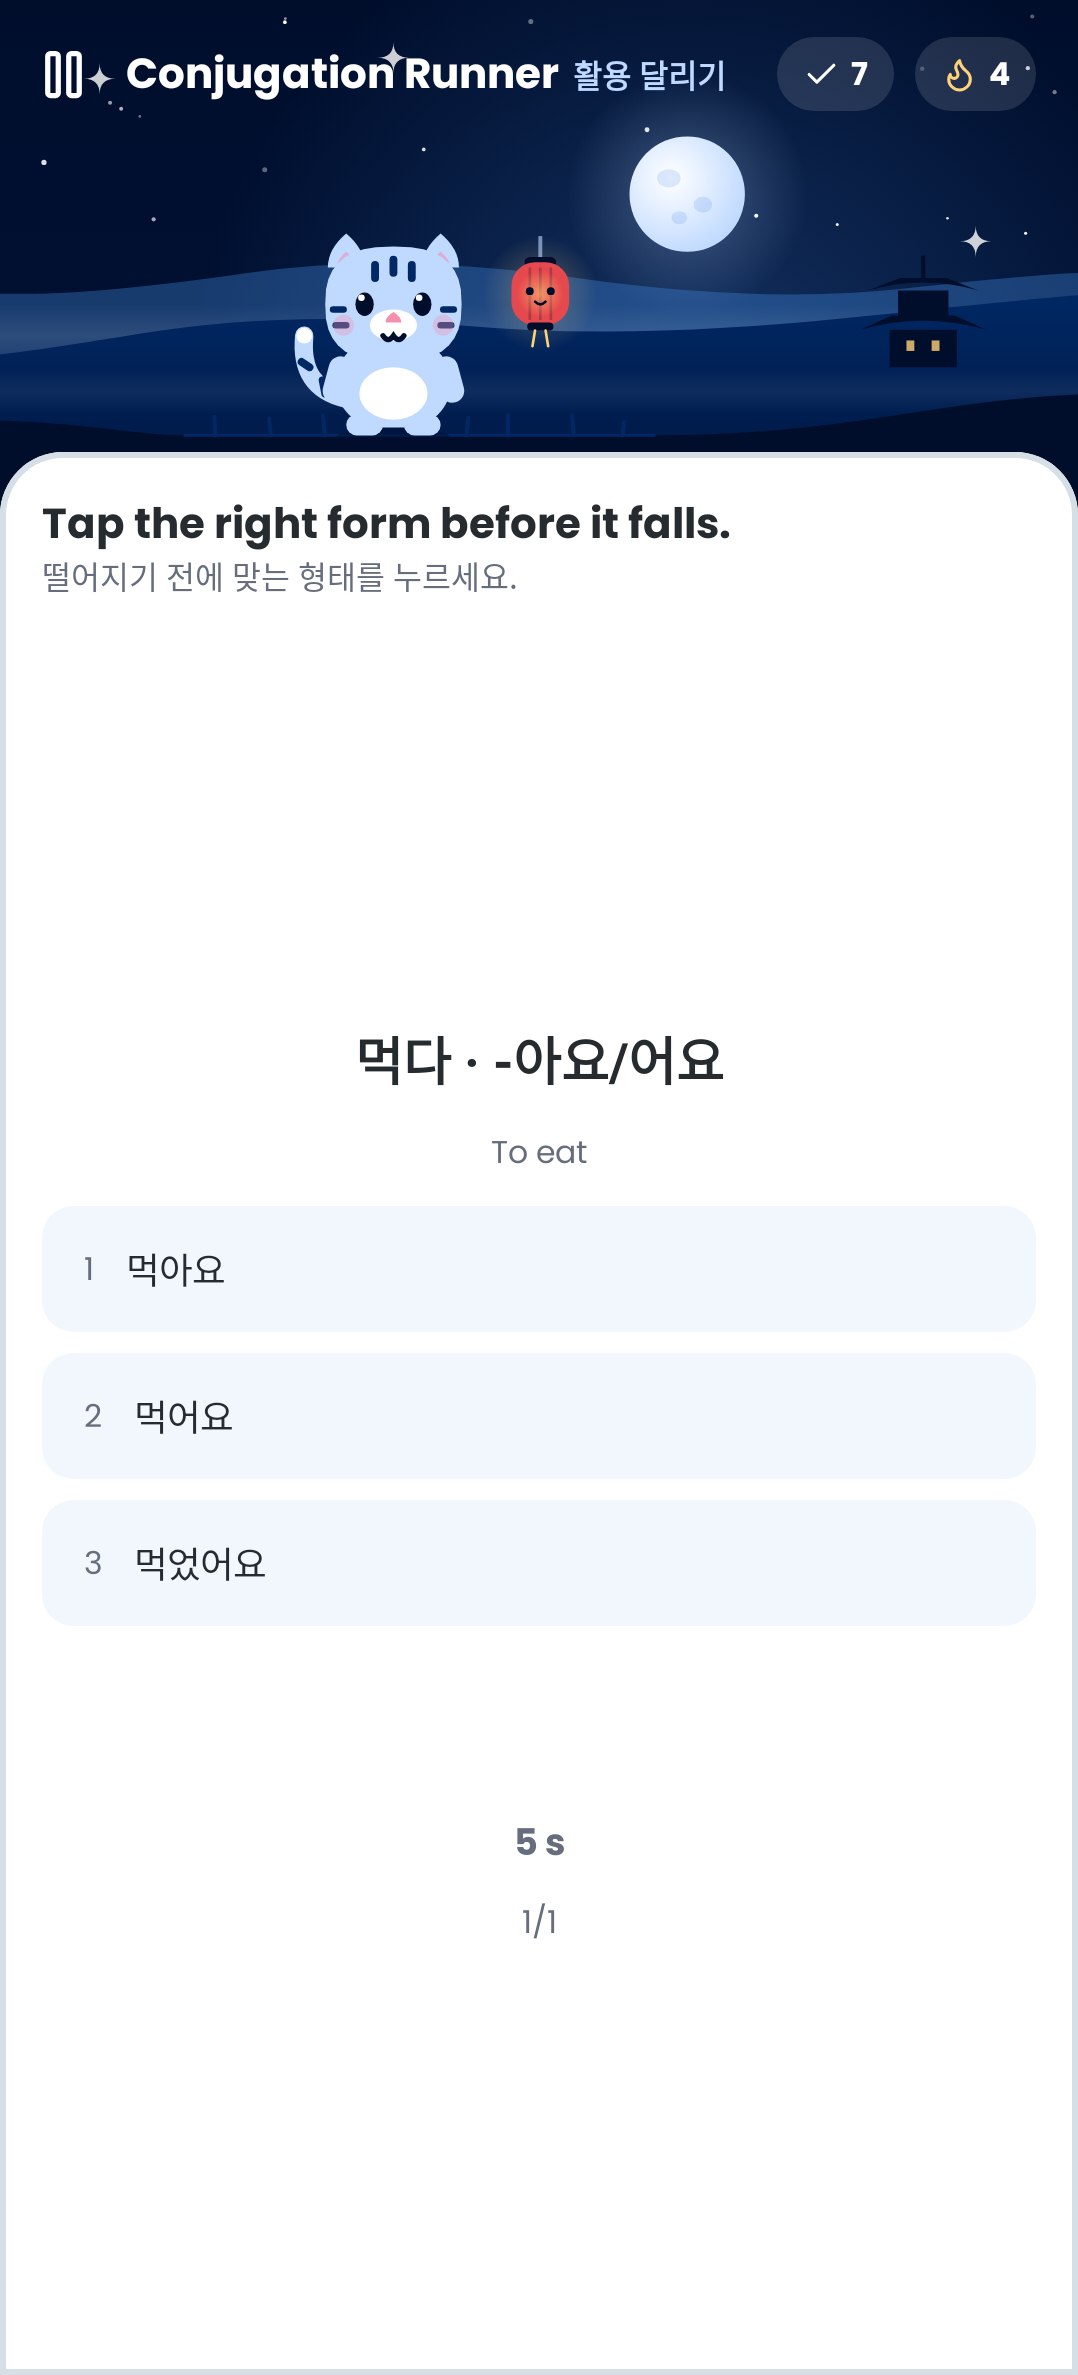 Conjugation Runner 활용 달리기 7 4
Tap the right form before it falls.
떨어지기 전에 맞는 형태를 누르세요.
먹다 · -아요/어요
To eat
1 먹아요
2 먹어요
3 먹었어요
5 s
1/1